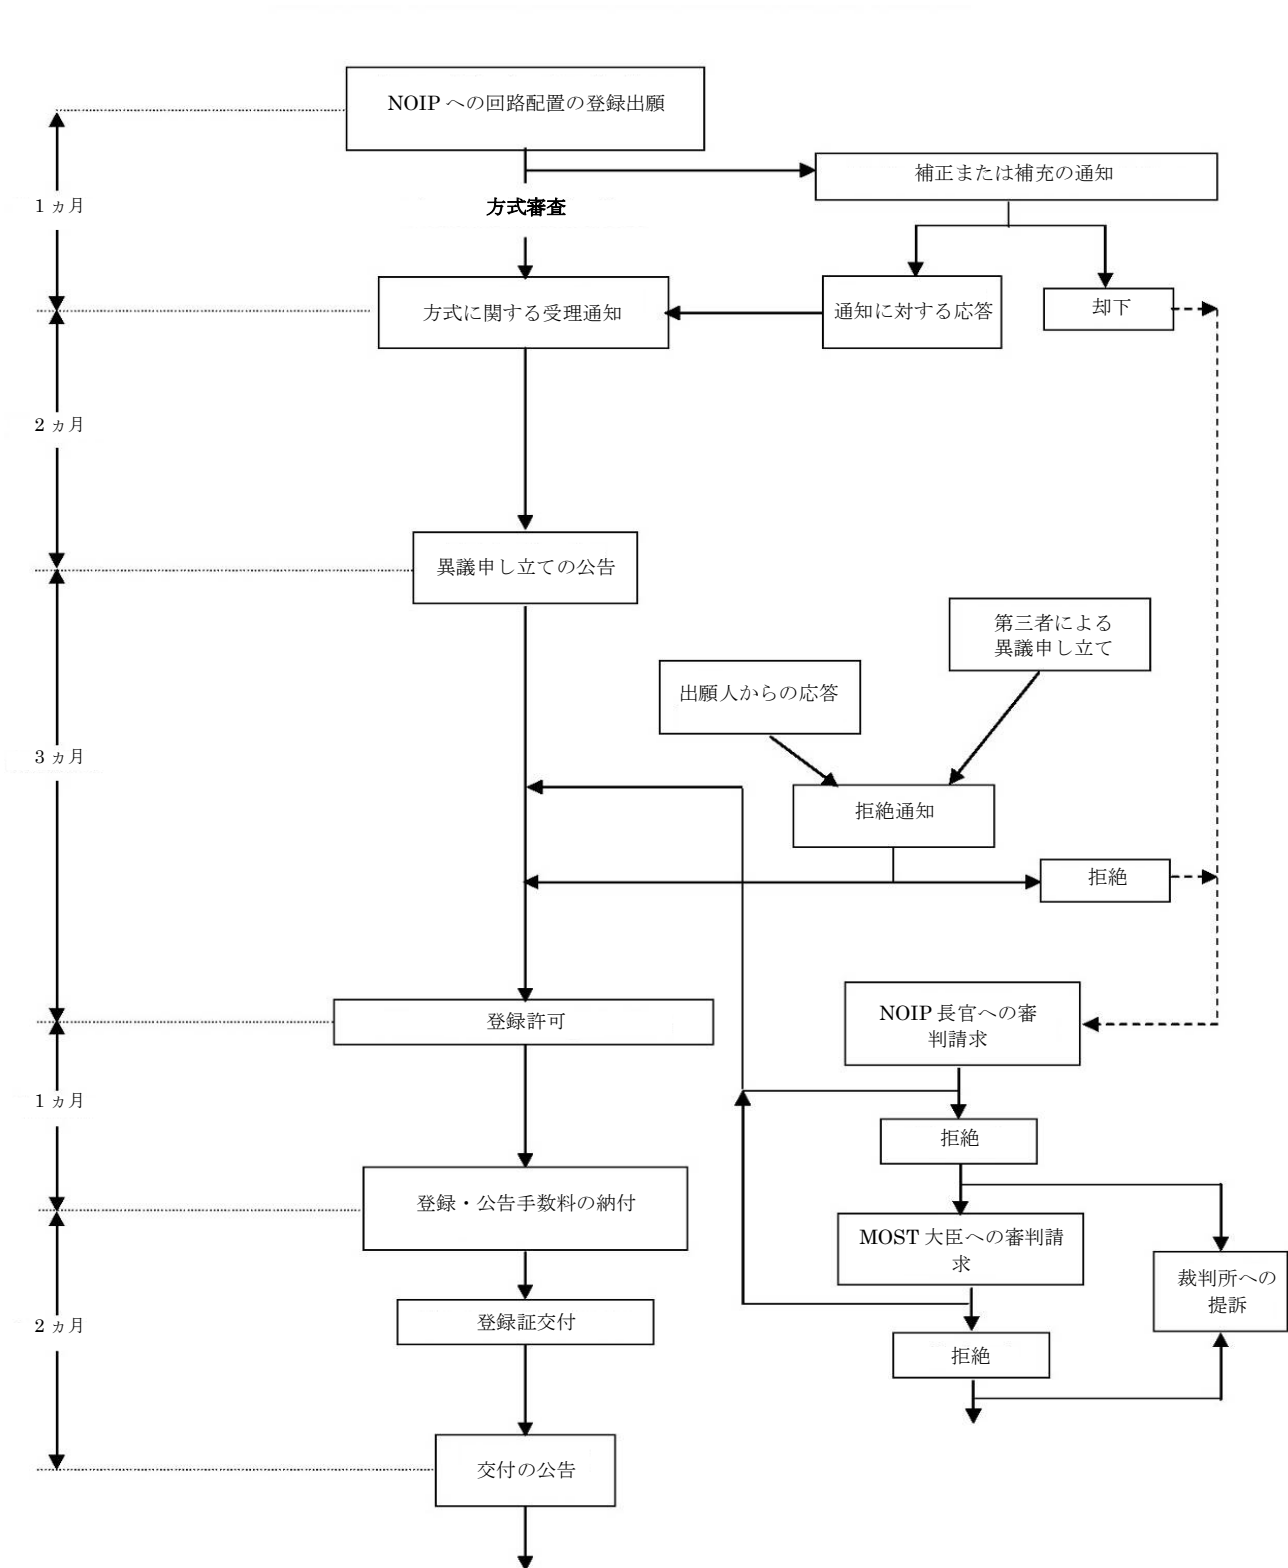 NOIP への回路配置の登録出願
補正または補充の通知
1 ヵ月
方式審査
方式に関する受理通知
通知に対する応答
却下
2 ヵ月
異議申し立ての公告
第三者による
異議申し立て
出願人からの応答
3 ヵ月
拒絶通知
拒絶
登録許可
NOIP 長官への審
判請求
1 ヵ月
拒絶
登録・公告手数料の納付
MOST 大臣への審判請
求
裁判所への
提訴
2 ヵ月
登録証交付
拒絶
交付の公告